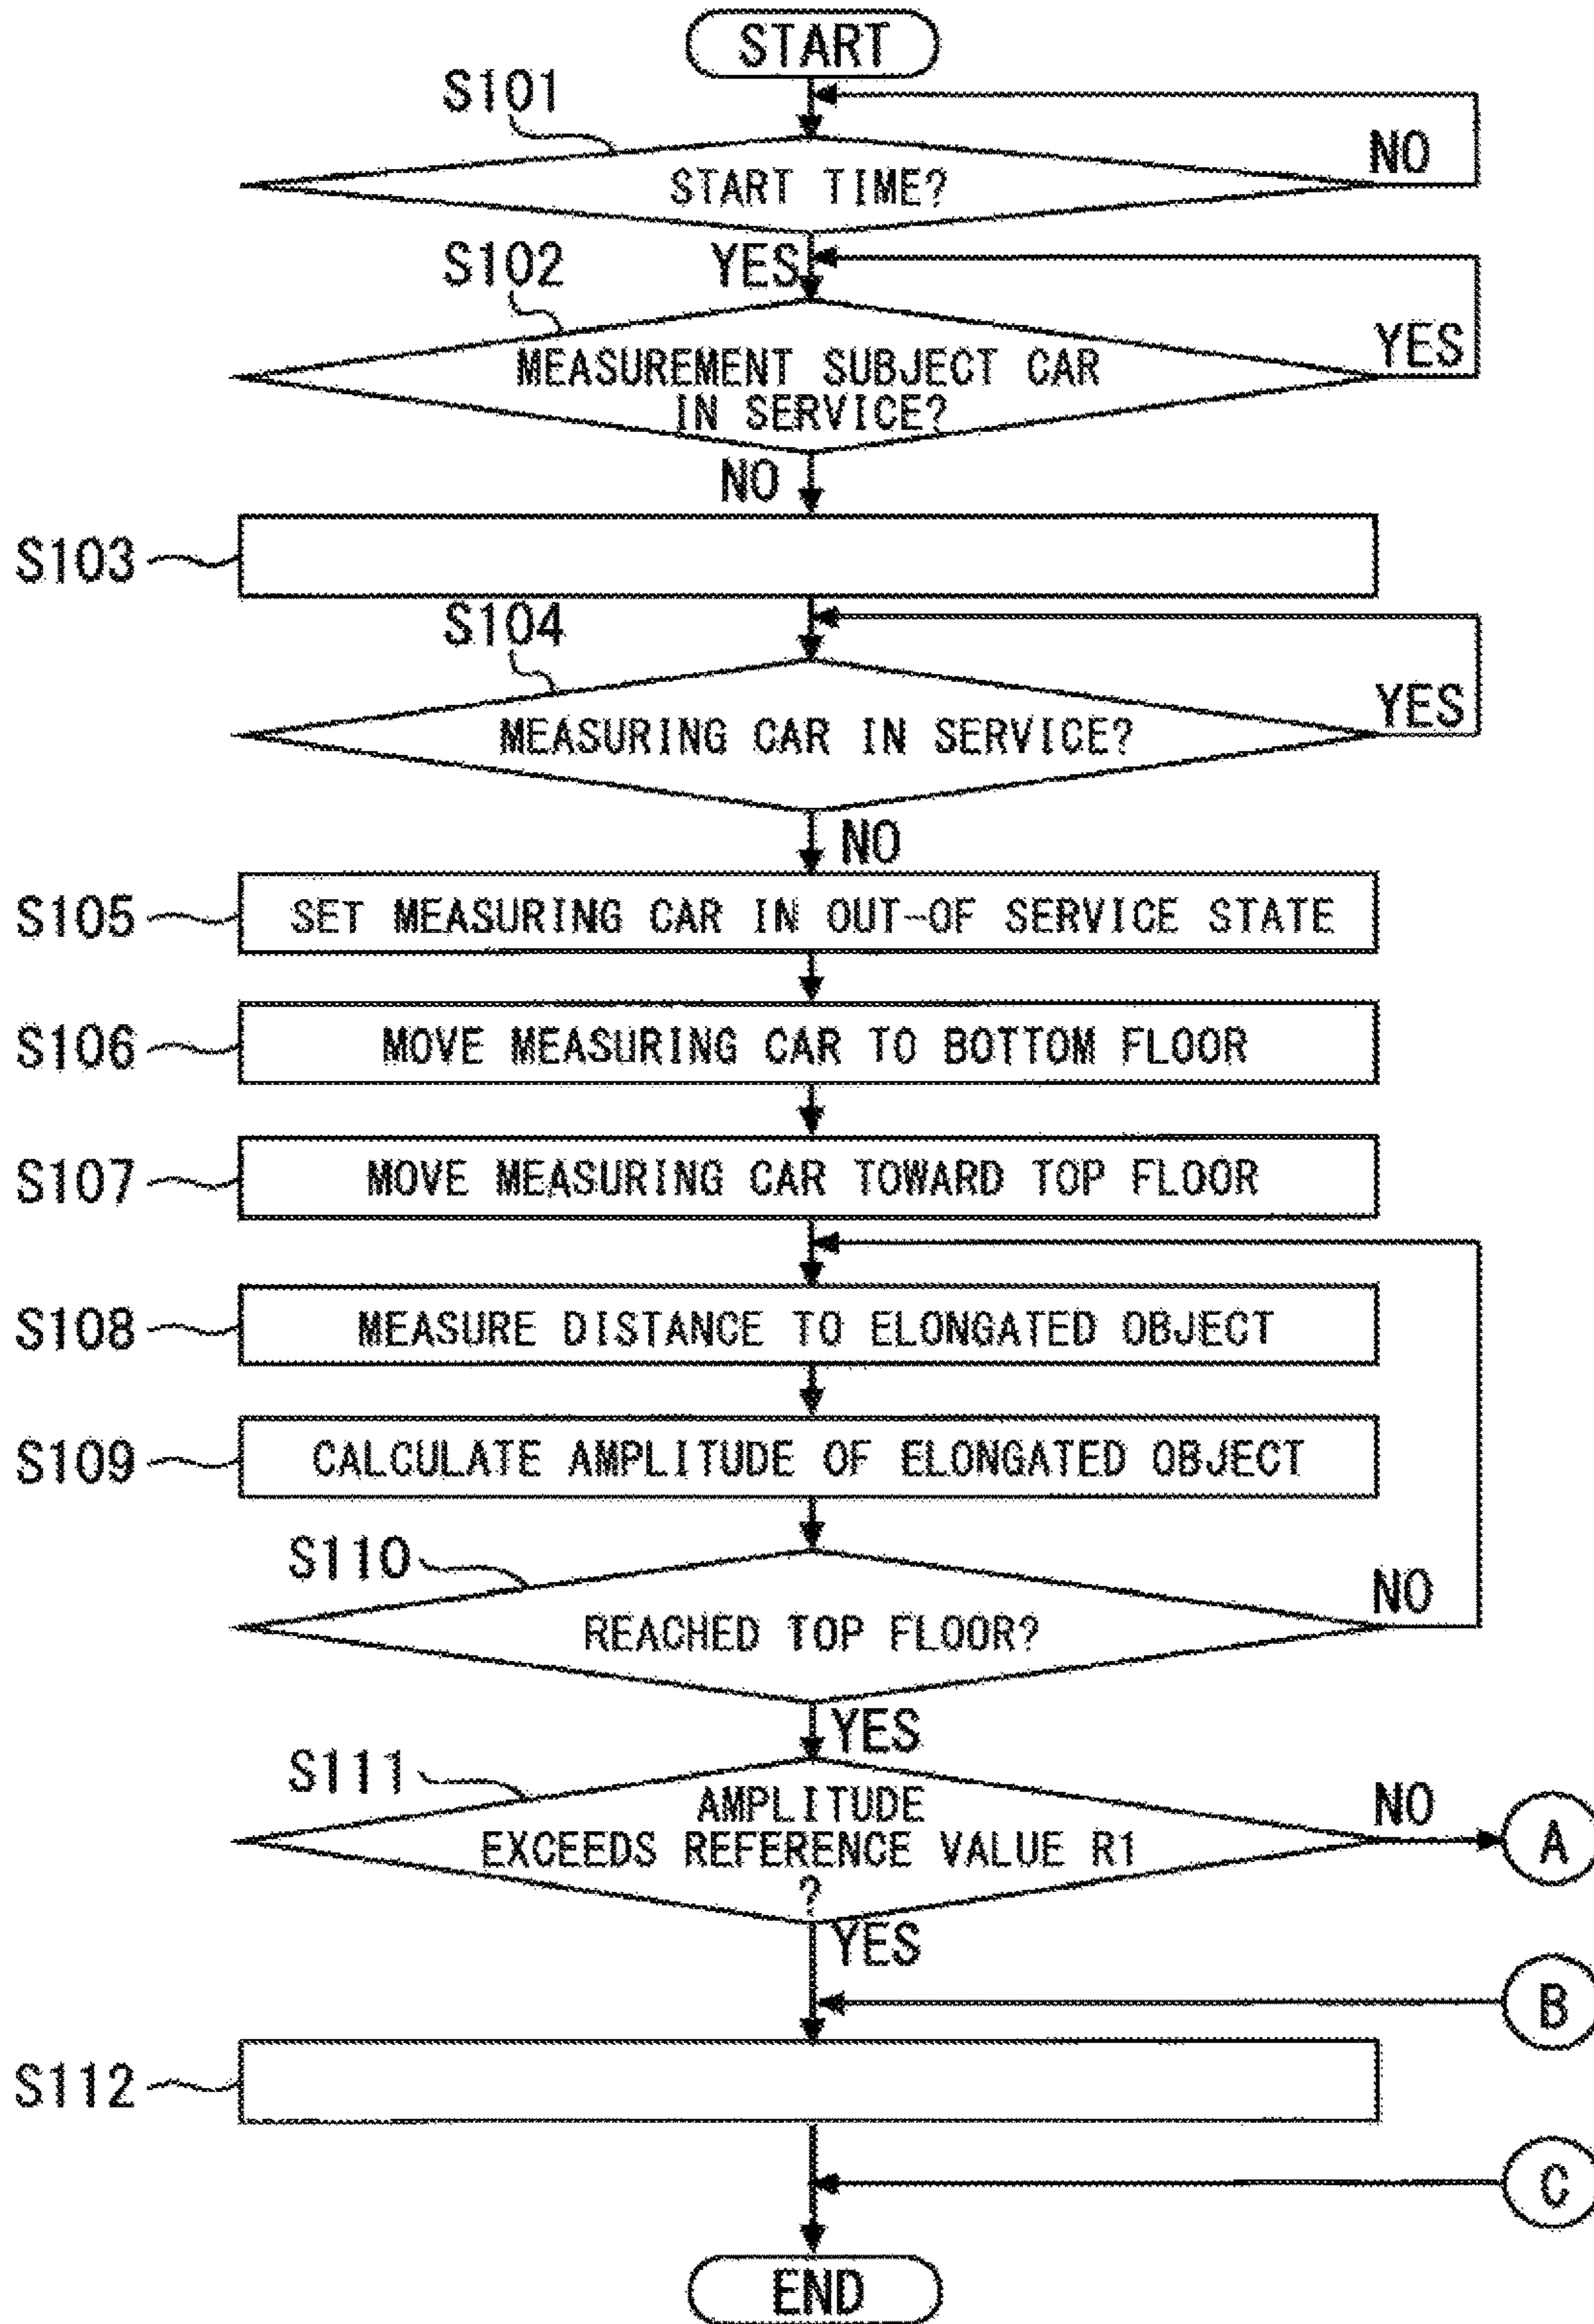 START
S101
NO
START TIME?
S102
YES
YES
MEASUREMENT SUBJECT CAR
IN SERVICE?
NO
S103
S104
YES
MEASURING CAR IN SERVICE?
NO
S105
SET MEASURING CAR IN OUT-OF SERVICE STATE
S106
MOVE MEASURING CAR TO BOTTOM FLOOR
S107
MOVE MEASURING CAR TOWARD TOP FLOOR
S108
MEASURE DISTANCE TO ELONGATED OBJECT
S109
CALCULATE AMPLITUDE OF ELONGATED OBJECT
S110
NO
REACHED TOP FLOOR?
YES
S111
AMPLITUDE
EXCEEDS REFERENCE VALUE R1
?
NO
A
YES
B
S112
C
END